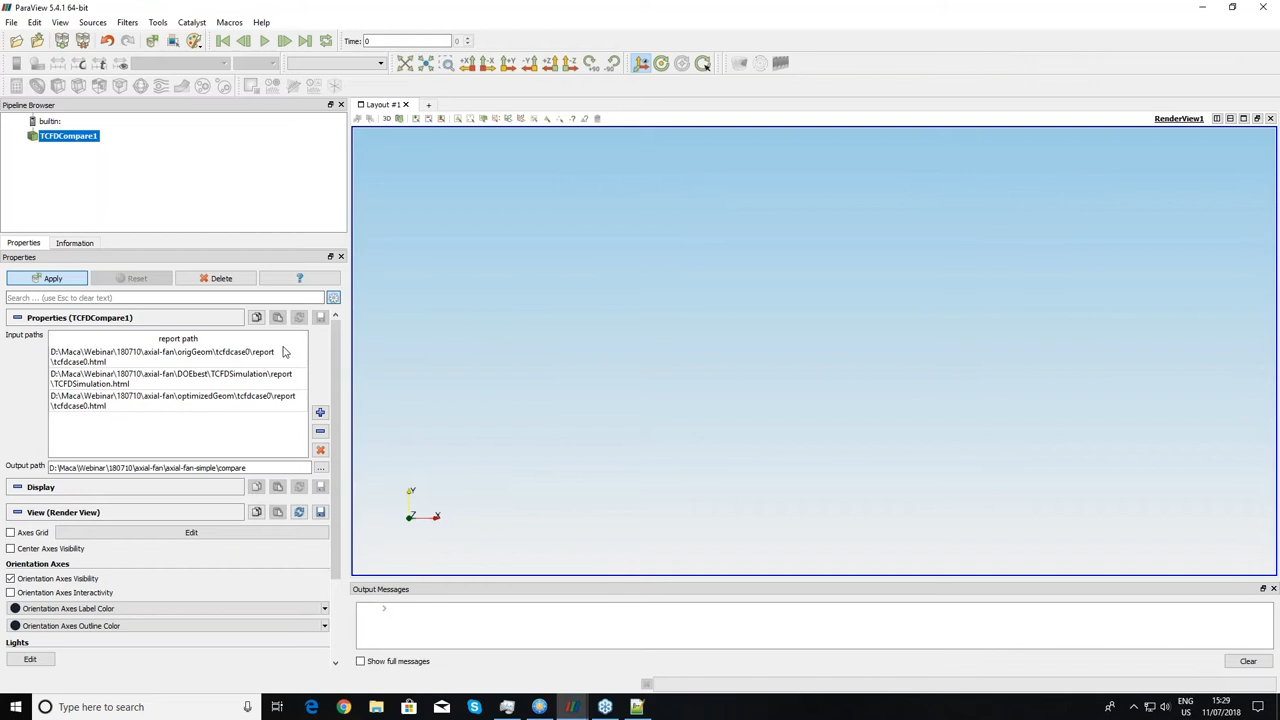 ParaView 5.4.1 64-bit
File Edit View Sources Filters Tools Catalyst Macros Help
Time: 0 0
+X -X +Y -Y +Z -Z +90 -90
Pipeline Browser
builtin:
TCFDCompare1
Layout #1
3D
RenderView1
Properties Information
Properties
Apply Reset Delete ?
Search ... (use Esc to clear text)
Properties (TCFDCompare1)
Input paths
report path
D:\Maca\Webinar\180710\axial-fan\origGeom\tcfdcase0\report
\tcfdcase0.html
D:\Maca\Webinar\180710\axial-fan\DOEbest\TCFDSimulation\report
\TCFDSimulation.html
D:\Maca\Webinar\180710\axial-fan\optimizedGeom\tcfdcase0\report
\tcfdcase0.html
Output path D:\Maca\Webinar\180710\axial-fan\axial-fan-simple\compare ...
Display
View (Render View)
Axes Grid Edit
Center Axes Visibility
Orientation Axes
Orientation Axes Visibility
Orientation Axes Interactivity
Orientation Axes Label Color
Orientation Axes Outline Color
Lights
Edit
Y
Z X
Output Messages
>
Show full messages Clear
Type here to search
ENG 15:29
US 11/07/2018